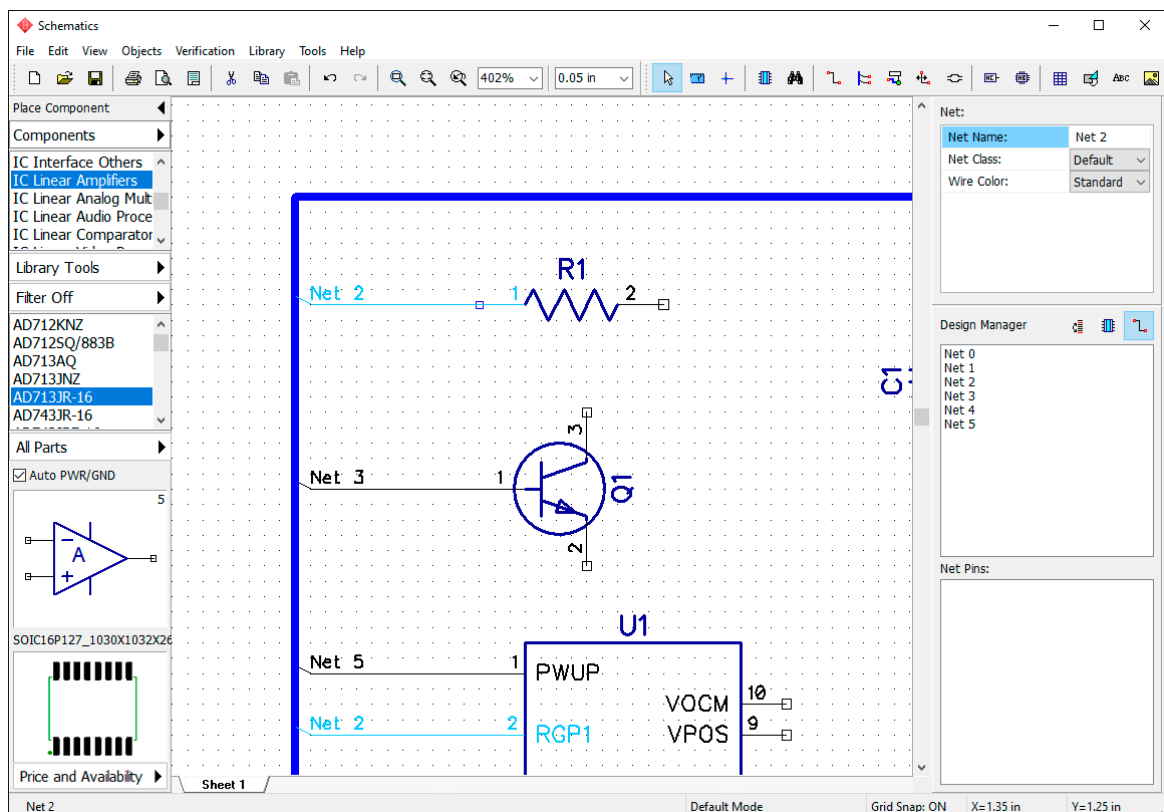 Schematics
File Edit View Objects Verification Library Tools Help
402% 0.05 in ABC
Place Component
Components
IC Interface Others
IC Linear Amplifiers
IC Linear Analog Mult
IC Linear Audio Proce
IC Linear Comparator
Library Tools
Filter Off
AD712KNZ
AD712SQ/883B
AD713AQ
AD713JNZ
AD713JR-16
AD743JR-16
All Parts
Auto PWR/GND
5
A
SOIC16P127_1030X1032X26
Price and Availability
R1
Net 2 1 2
C1
3
Net 3 1 Q1
2
U1
Net 5 1 PWUP
VOCM 10
Net 2 2 RGP1 VPOS 9
Sheet 1
Net:
Net Name: Net 2
Net Class: Default
Wire Color: Standard
Design Manager
Net 0
Net 1
Net 2
Net 3
Net 4
Net 5
Net Pins:
Net 2 Default Mode Grid Snap: ON X=1.35 in Y=1.25 in